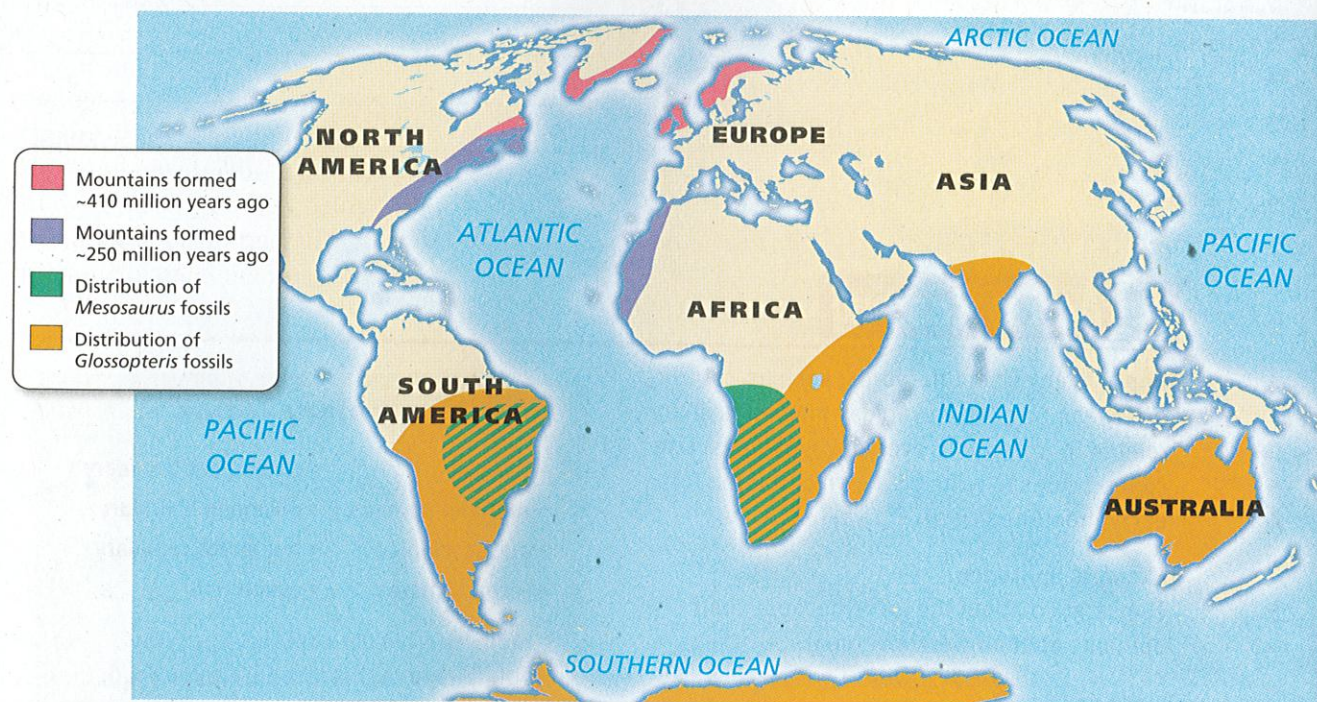 ARCTIC OCEAN
NORTH
AMERICA
EUROPE
ASIA
Mountains formed
~410 million years ago
Mountains formed
~250 million years ago
Distribution of
Mesosaurus fossils
Distribution of
Glossopteris fossils
ATLANTIC
OCEAN
PACIFIC
OCEAN
AFRICA
SOUTH
AMERICA
PACIFIC
OCEAN
INDIAN
OCEAN
AUSTRALIA
SOUTHERN OCEAN